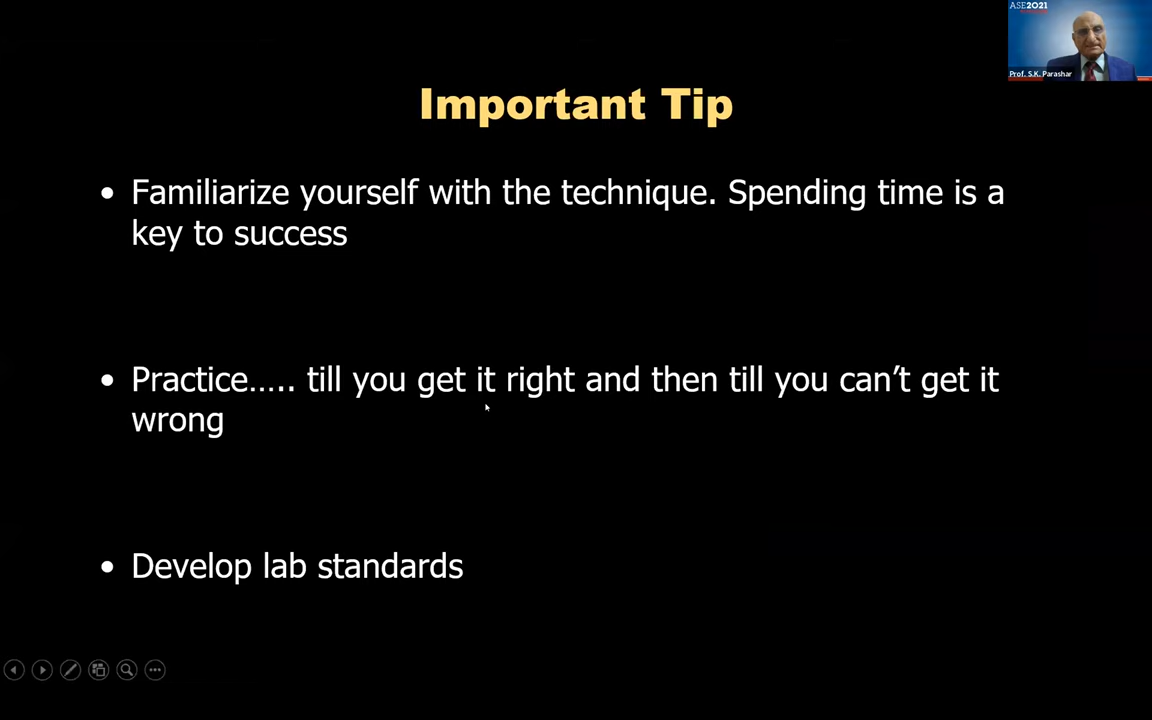 ASE2021
Prof. S.K. Parashar
Important Tip
• Familiarize yourself with the technique. Spending time is a
key to success
• Practice….. till you get it right and then till you can’t get it
wrong
• Develop lab standards